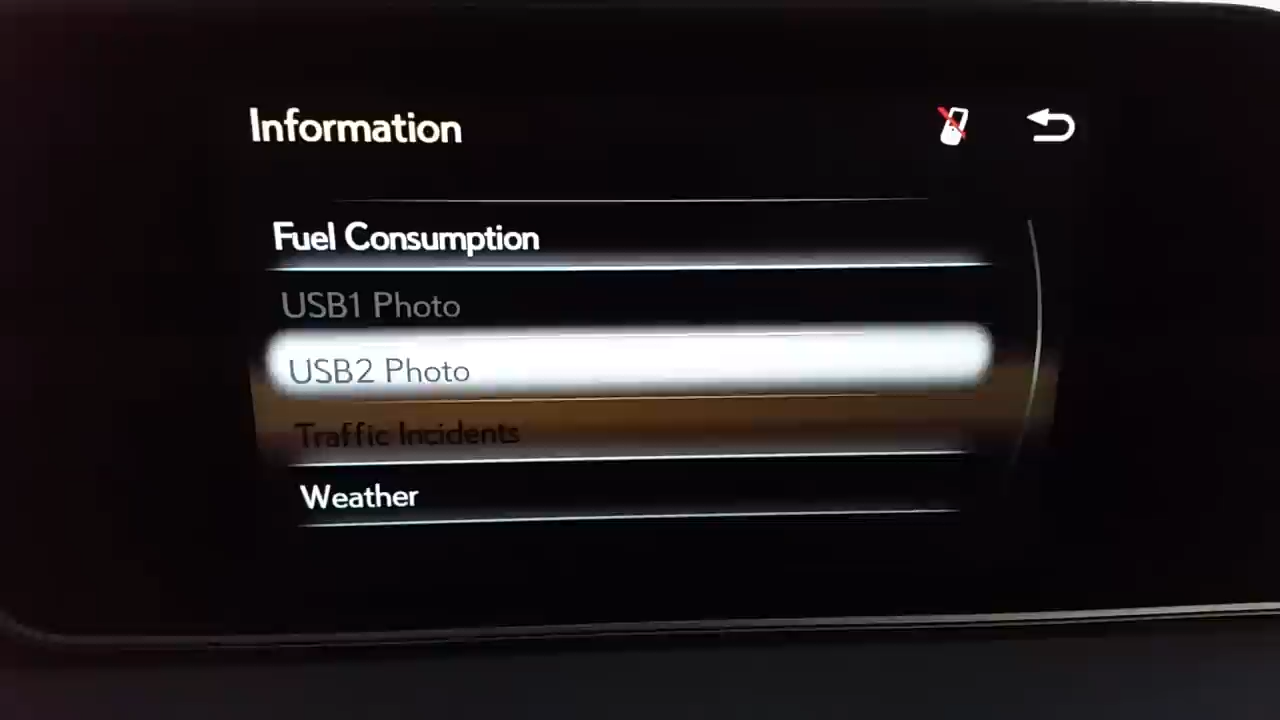 Information
Fuel Consumption
USB1 Photo
USB2 Photo
Traffic Incidents
Weather